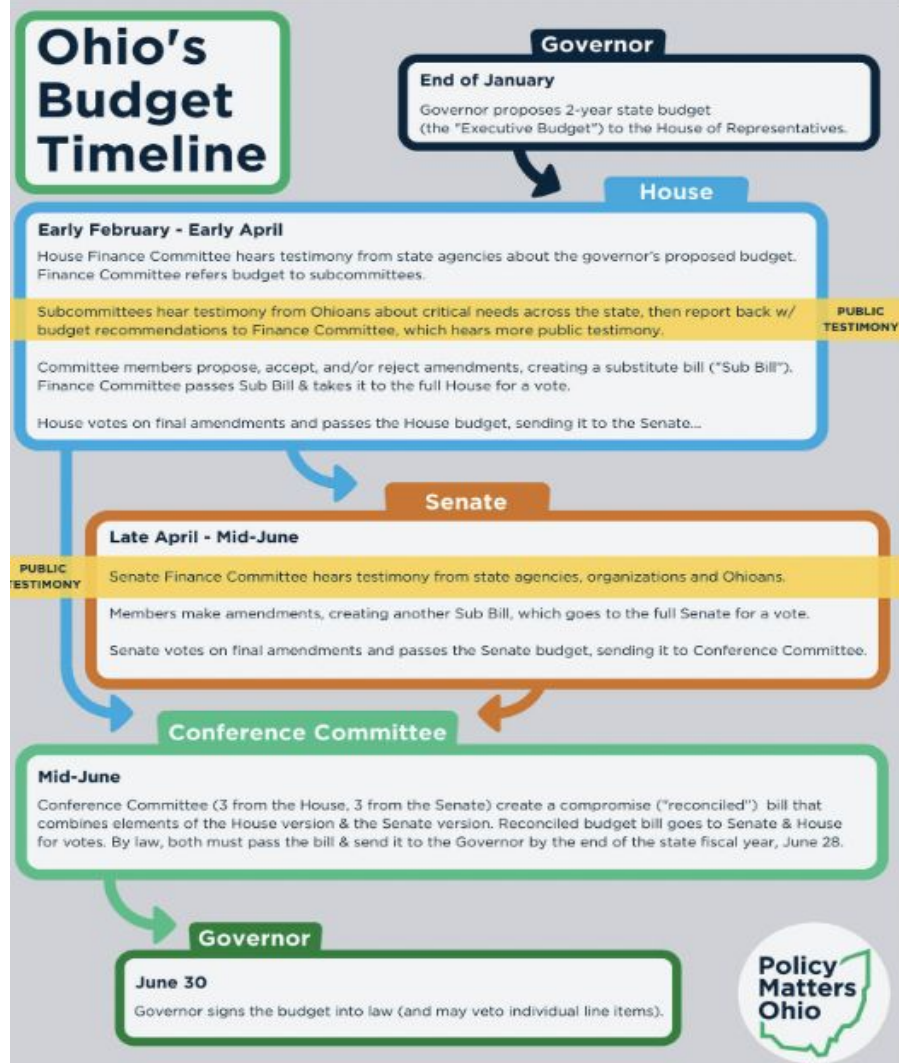 Ohio's
Budget
Timeline
Governor
End of January
Governor proposes 2-year state budget
(the "Executive Budget") to the House of Representatives.
House
Early February - Early April
House Finance Committee hears testimony from state agencies about the governor's proposed budget.
Finance Committee refers budget to subcommittees.
Subcommittees hear testimony from Ohioans about critical needs across the state, then report back w/
budget recommendations to Finance Committee, which hears more public testimony.
PUBLIC
TESTIMONY
Committee members propose, accept, and/or reject amendments, creating a substitute bill ("Sub Bill").
Finance Committee passes Sub Bill & takes it to the full House for a vote.
House votes on final amendments and passes the House budget, sending it to the Senate...
Senate
Late April - Mid-June
PUBLIC
ESTIMONY
Senate Finance Committee hears testimony from state agencies, organizations and Ohioans.
Members make amendments, creating another Sub Bill, which goes to the full Senate for a vote.
Senate votes on final amendments and passes the Senate budget, sending it to Conference Committee.
Conference Committee
Mid-June
Conference Committee (3 from the House, 3 from the Senate) create a compromise ("reconciled") bill that
combines elements of the House version & the Senate version. Reconciled budget bill goes to Senate & House
for votes. By law, both must pass the bill & send it to the Governor by the end of the state fiscal year, June 28.
Governor
June 30
Governor signs the budget into law (and may veto individual line items).
Policy
Matters
Ohio